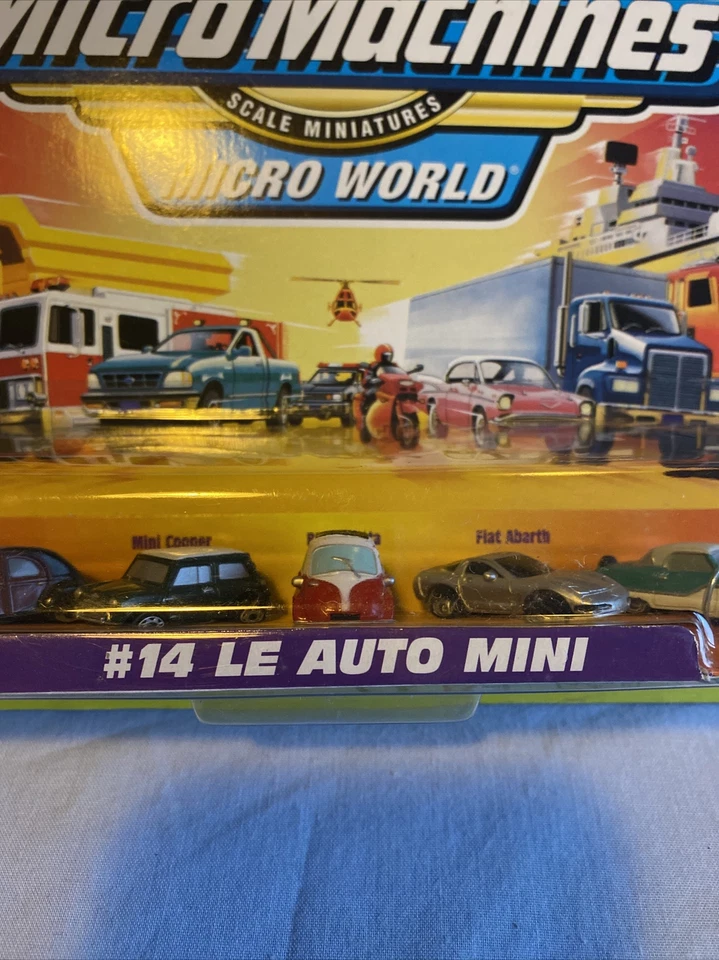 Micro Machines
SCALE MINIATURES
MICRO WORLD®
Mini Cooper
Fiat Abarth
#14 LE AUTO MINI